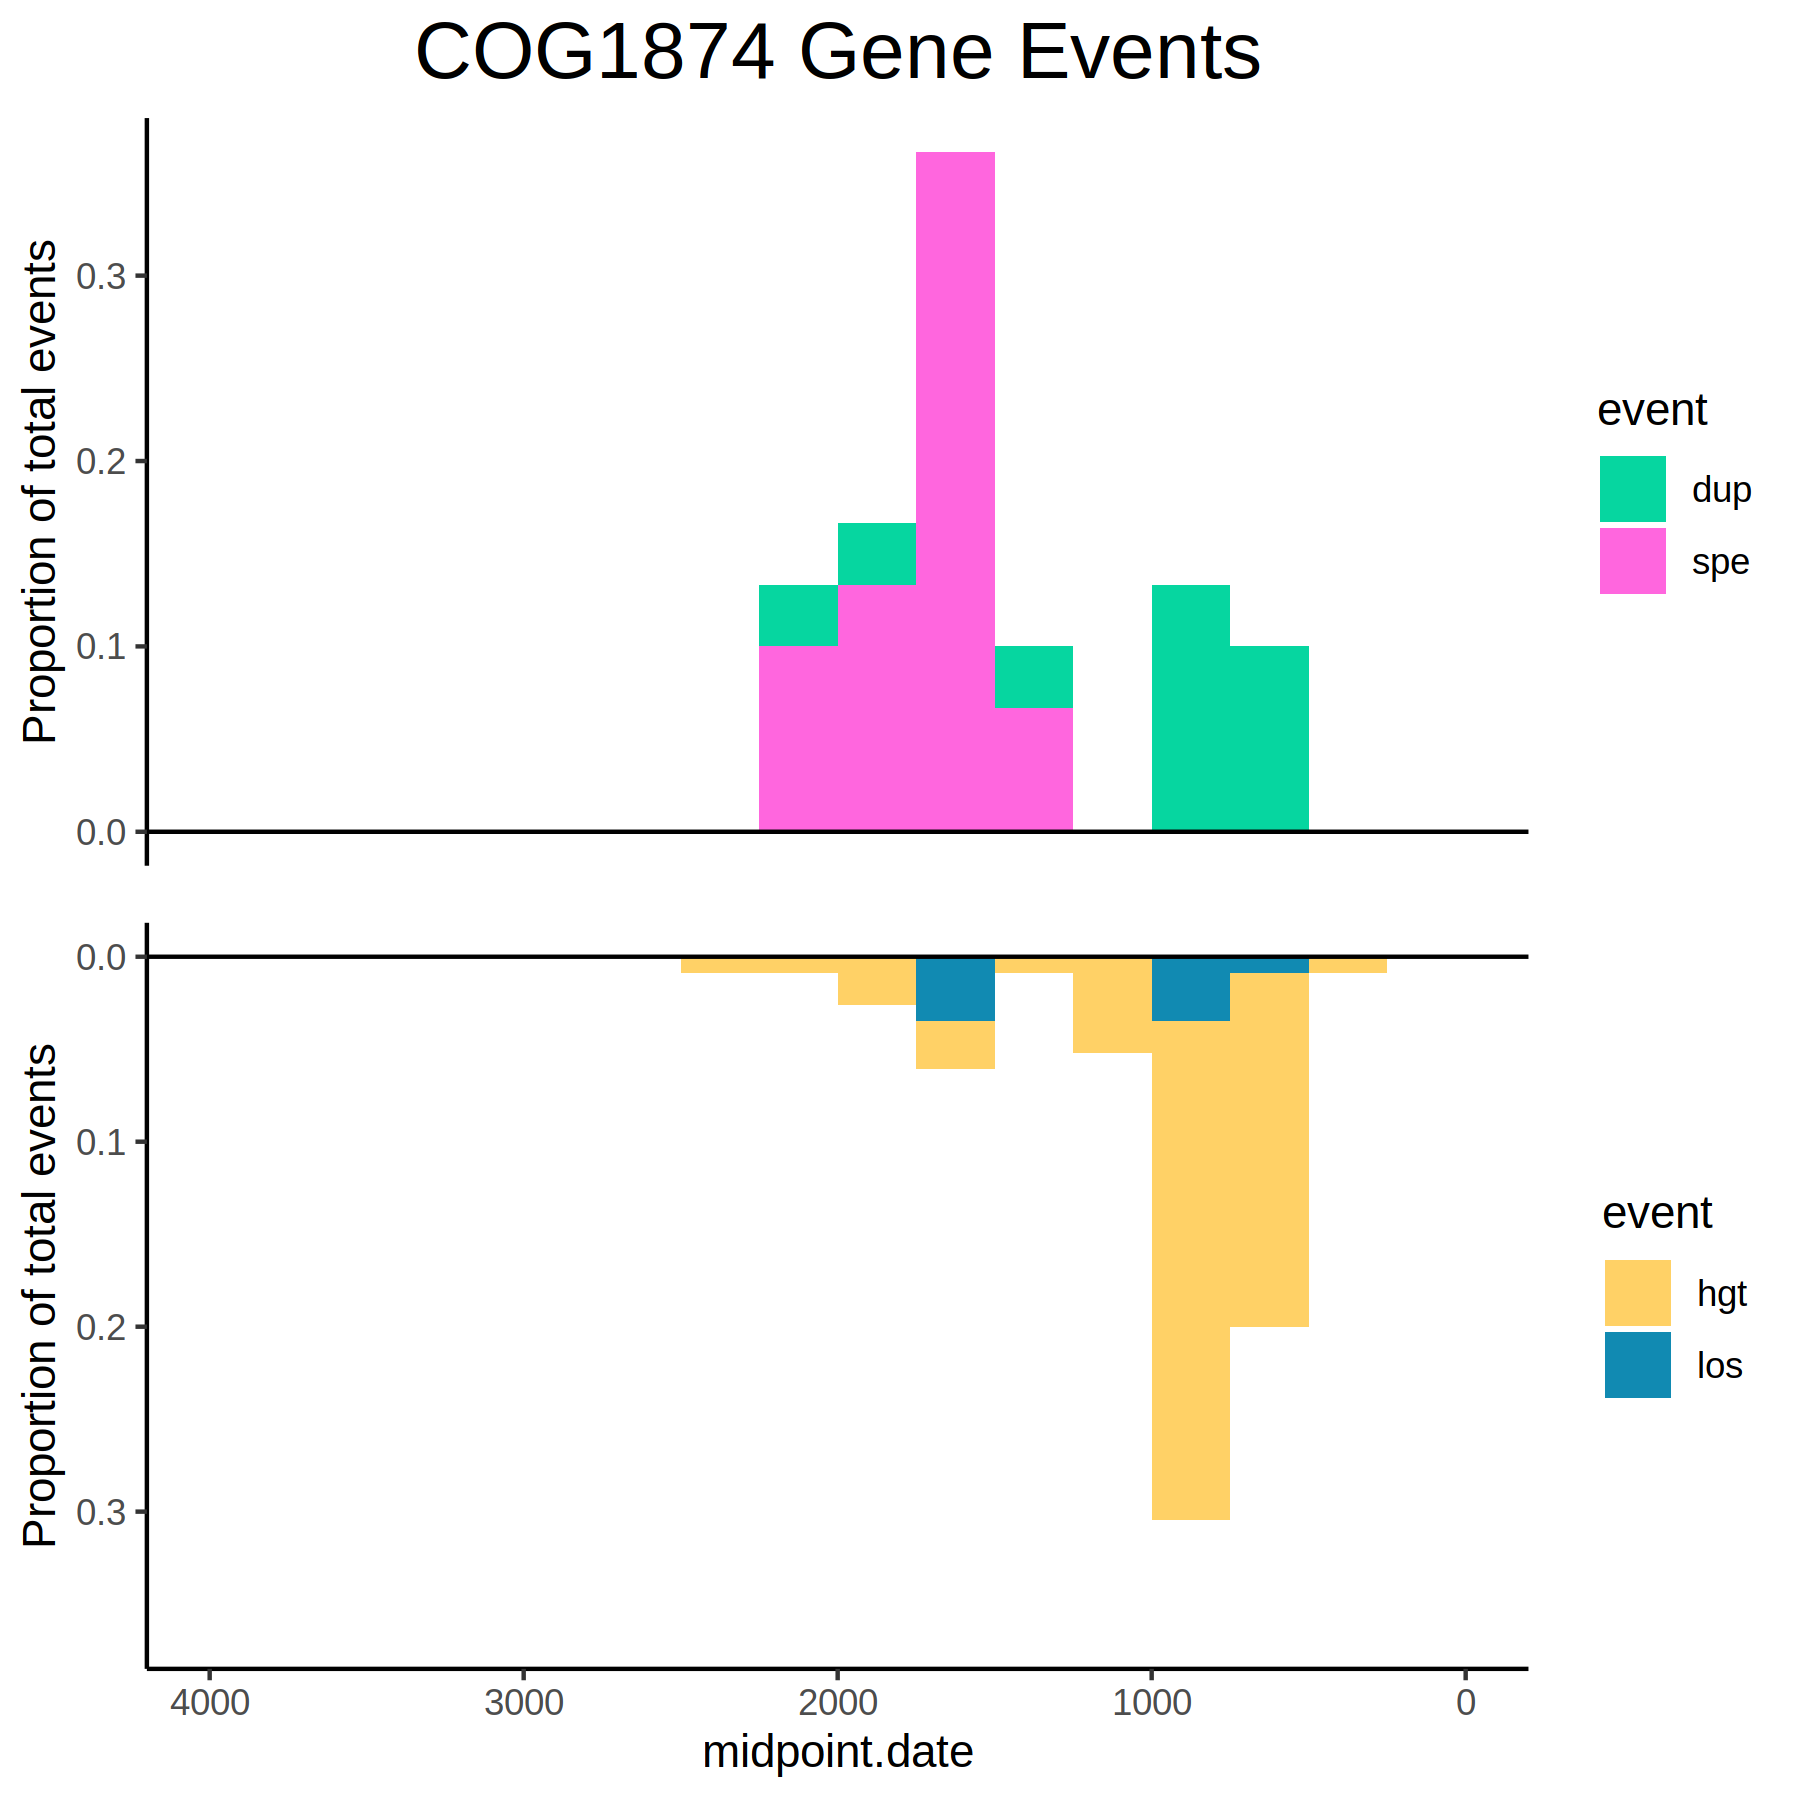 COG1874 Gene Events
Proportion of total events
0.3
0.2
0.1
0.0
event
dup
spe
Proportion of total events
0.0
0.1
0.2
0.3
event
hgt
los
4000 3000 2000 1000 0
midpoint.date